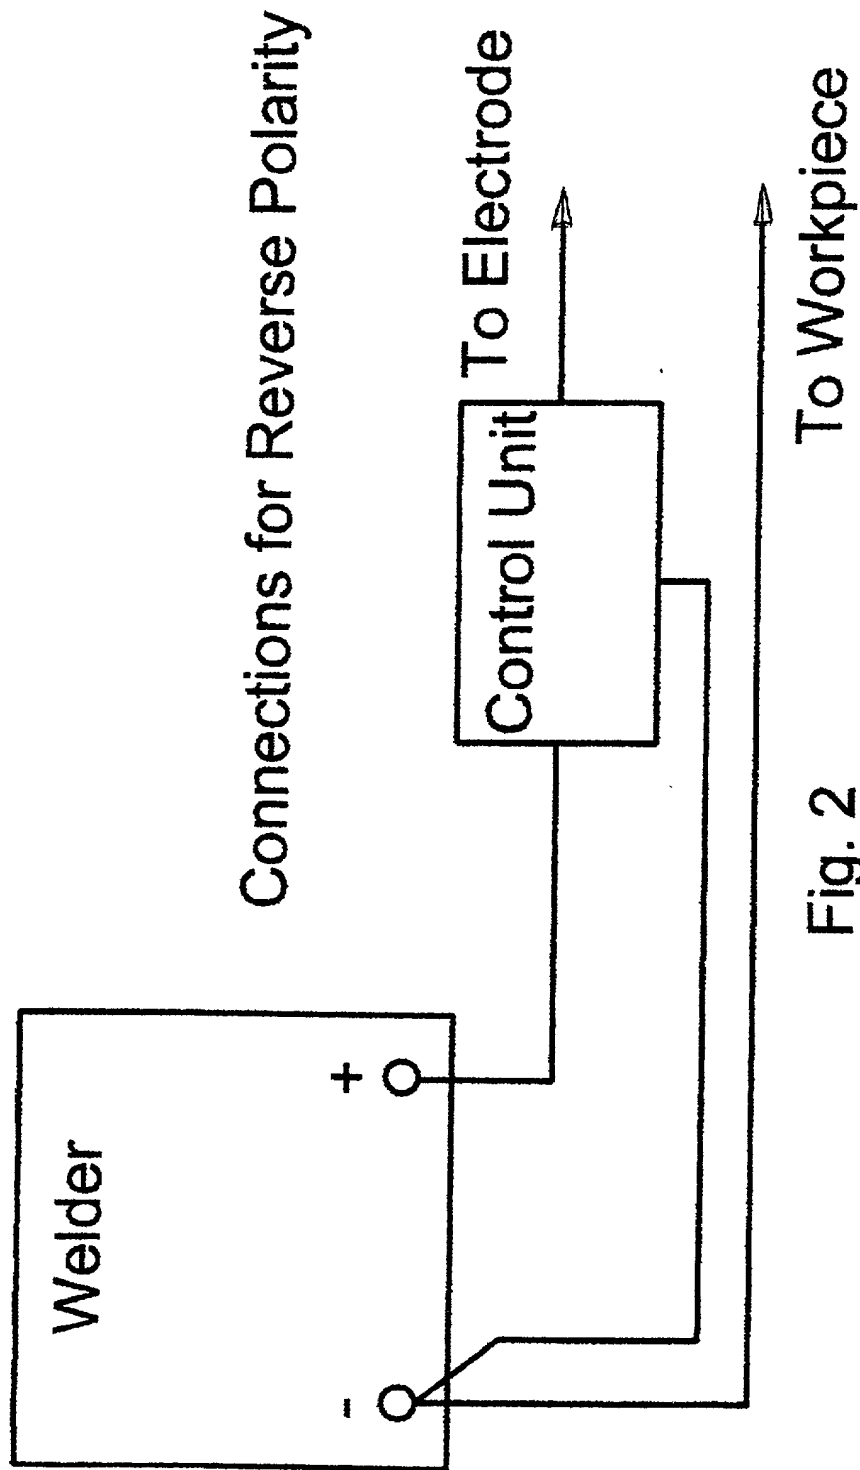 Connections for Reverse Polarity
Welder
-
+
Control Unit
To Electrode
To Workpiece
Fig. 2